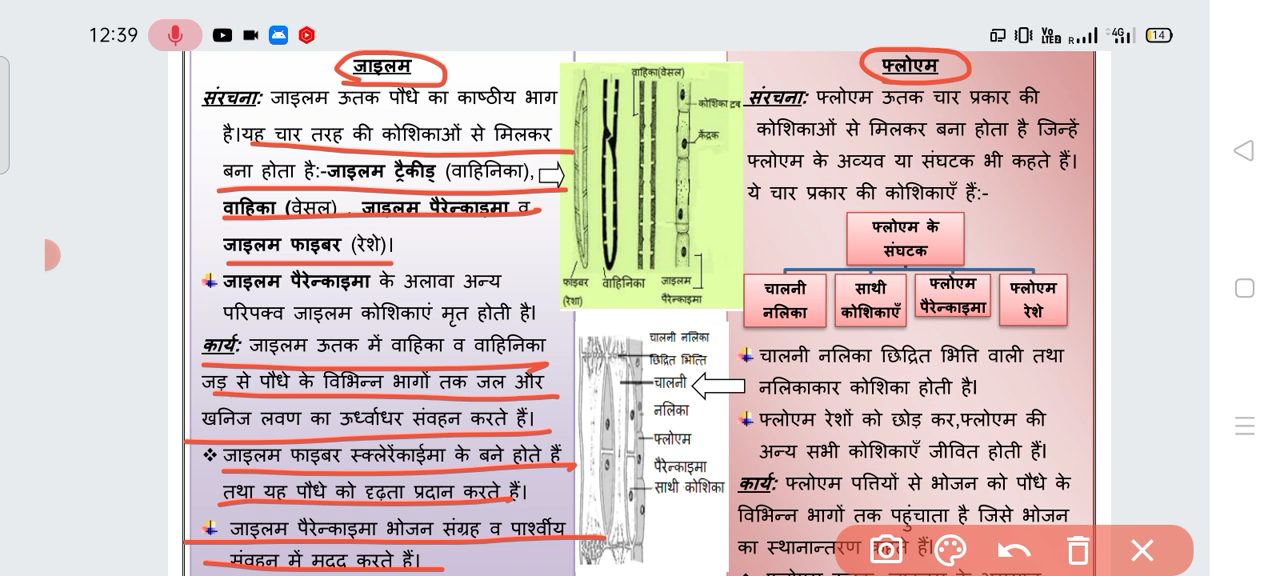 12:39
Vo LTE2 R 4G 14
जाइलम
संरचना: जाइलम ऊतक पौधे का काष्ठीय भाग
है।यह चार तरह की कोशिकाओं से मिलकर
बना होता है:-जाइलम ट्रैकीड् (वाहिनिका),
वाहिका (वेसल) , जाइलम पैरेन्काइमा व
जाइलम फाइबर (रेशे)।
जाइलम पैरेन्काइमा के अलावा अन्य
परिपक्व जाइलम कोशिकाएं मृत होती है।
कार्य: जाइलम ऊतक में वाहिका व वाहिनिका
जड़ से पौधे के विभिन्न भागों तक जल और
खनिज लवण का ऊर्ध्वाधर संवहन करते हैं।
जाइलम फाइबर स्क्लेरेंकाईमा के बने होते हैं
तथा यह पौधे को दृढ़ता प्रदान करते हैं।
जाइलम पैरेन्काइमा भोजन संग्रह व पार्श्वीय
संवहन में मदद करते हैं।
वाहिका(वेसल)
कोशिका द्रव
केंद्रक
फाइबर
(रेशा)
वाहिनिका
जाइलम
पैरेन्काइमा
चालनी नलिका
छिद्रित भित्ति
चालनी
नलिका
फ्लोएम
पैरेन्काइमा
साथी कोशिका
फ्लोएम
संरचना: फ्लोएम ऊतक चार प्रकार की
कोशिकाओं से मिलकर बना होता है जिन्हें
फ्लोएम के अव्यव या संघटक भी कहते हैं।
ये चार प्रकार की कोशिकाएँ हैं:-
फ्लोएम के
संघटक
चालनी
नलिका
साथी
कोशिकाएँ
फ्लोएम
पैरेन्काइमा
फ्लोएम
रेशे
चालनी नलिका छिद्रित भित्ति वाली तथा
नलिकाकार कोशिका होती है।
फ्लोएम रेशों को छोड़ कर,फ्लोएम की
अन्य सभी कोशिकाएँ जीवित होती हैं।
कार्य: फ्लोएम पत्तियों से भोजन को पौधे के
विभिन्न भागों तक पहुंचाता है जिसे भोजन
का स्थानान्तरण कहते हैं।